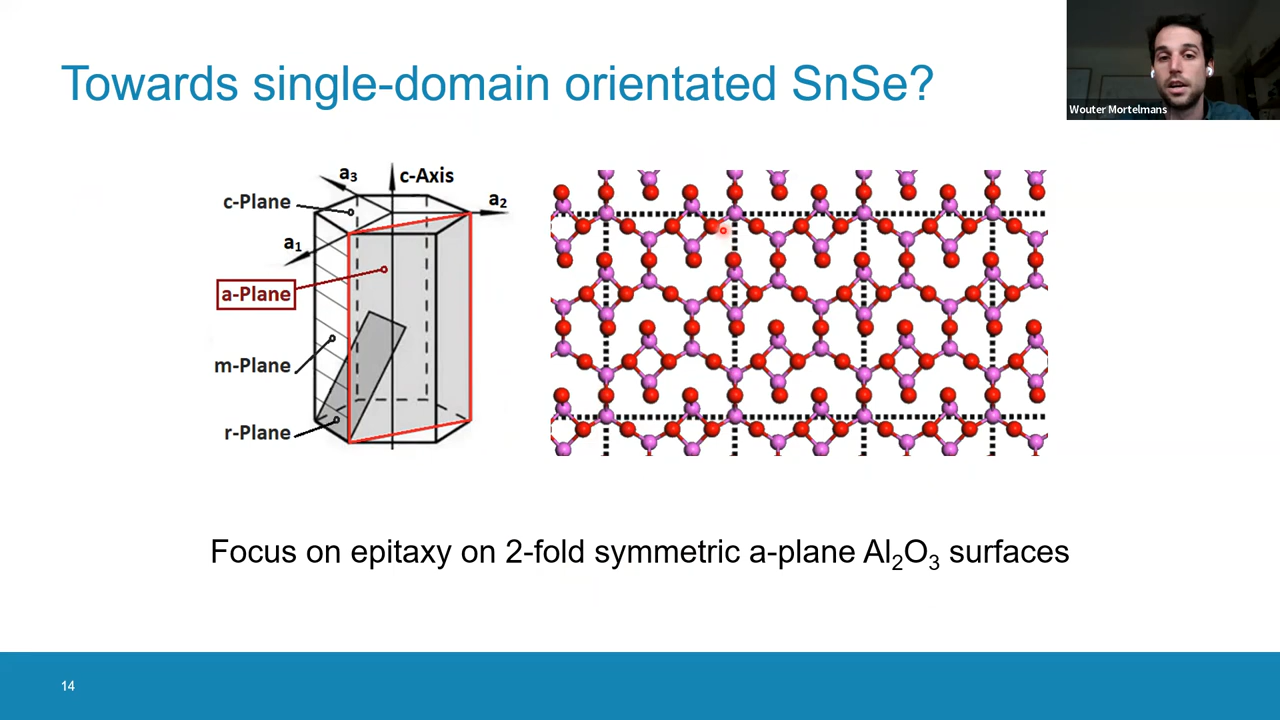 Towards single-domain orientated SnSe?
Wouter Mortelmans
a₃
c-Axis
c-Plane
a₂
a₁
a-Plane
m-Plane
r-Plane
Focus on epitaxy on 2-fold symmetric a-plane Al₂O₃ surfaces
14